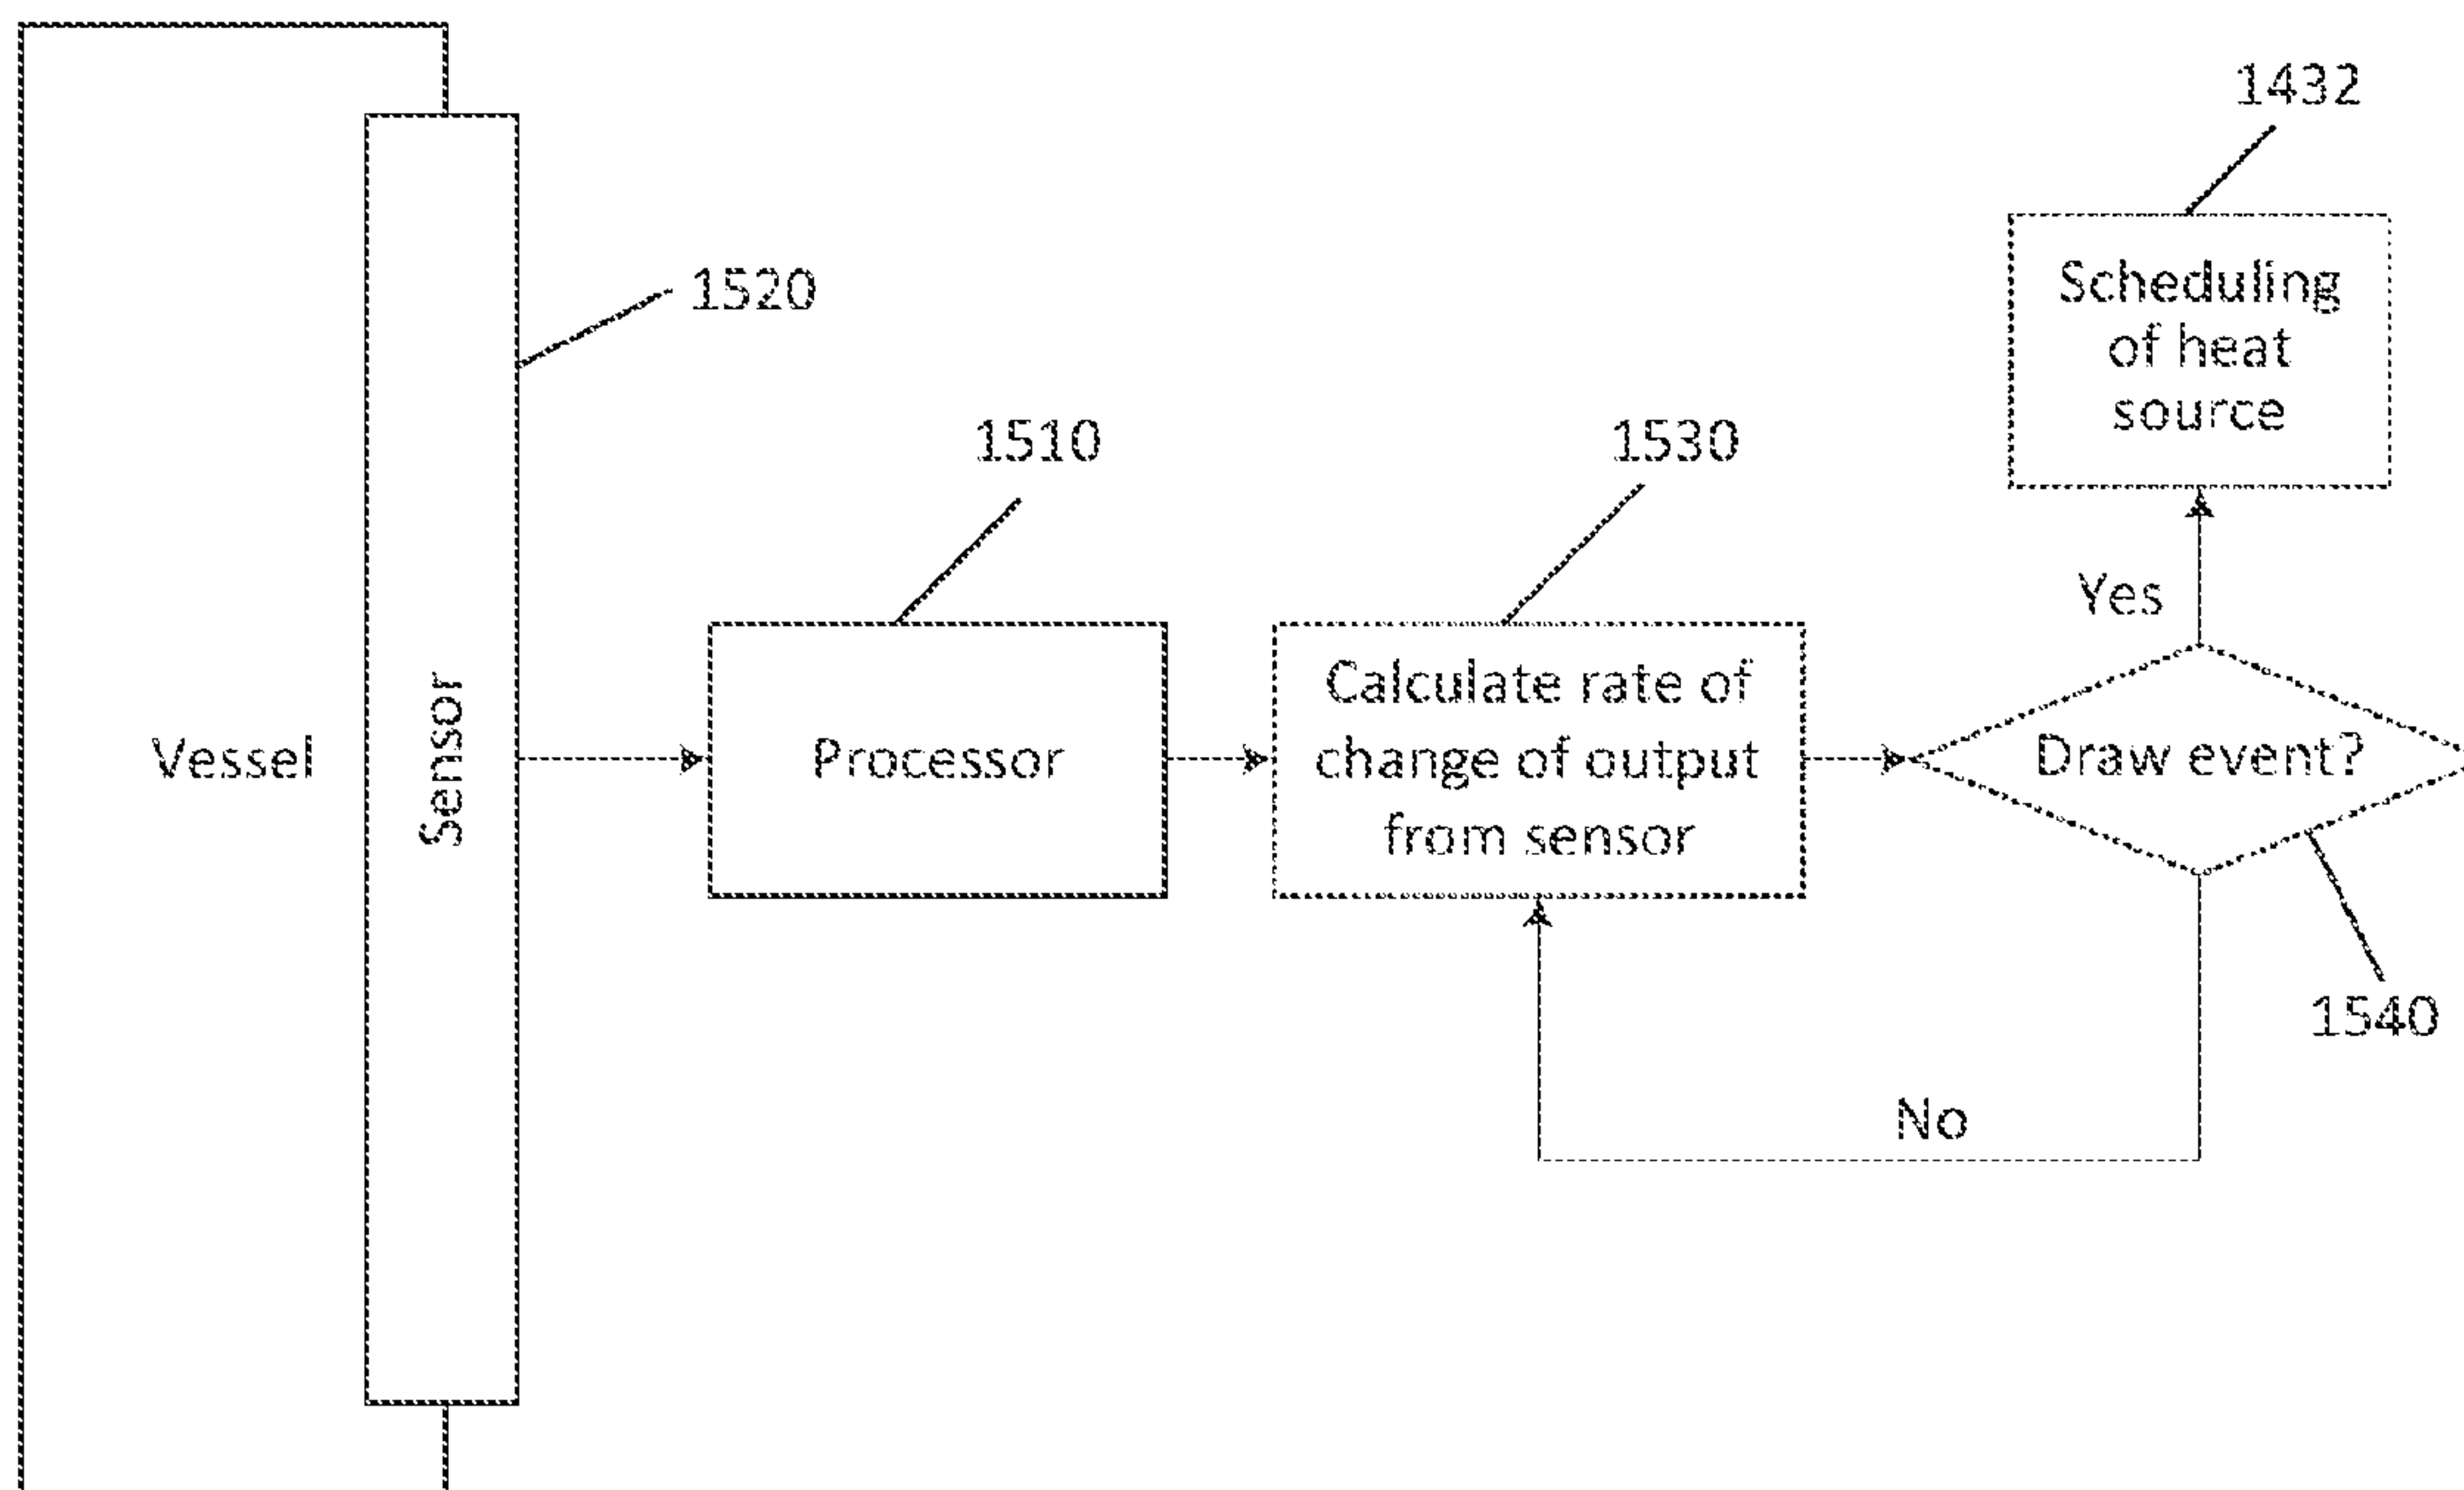 1432
Scheduling
of heat
source
1520
1510
1530
Yes
Vessel
Sensor
Processor
Calculate rate of
change of output
from sensor
Draw event?
1540
No